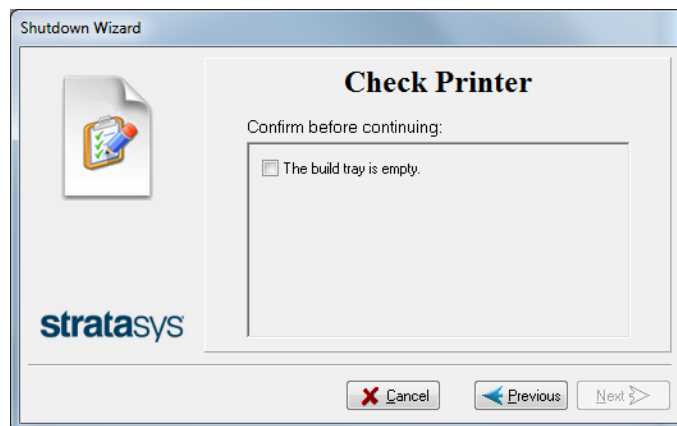 Shutdown Wizard
Check Printer
Confirm before continuing:
The build tray is empty.
stratasys
Cancel
Previous
Next